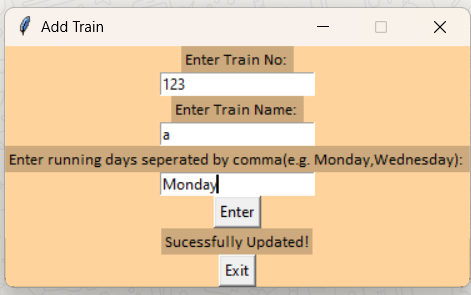 Add Train
Enter Train No:
123
Enter Train Name:
a
Enter running days seperated by comma(e.g. Monday,Wednesday):
Monday
Enter
Sucessfully Updated!
Exit